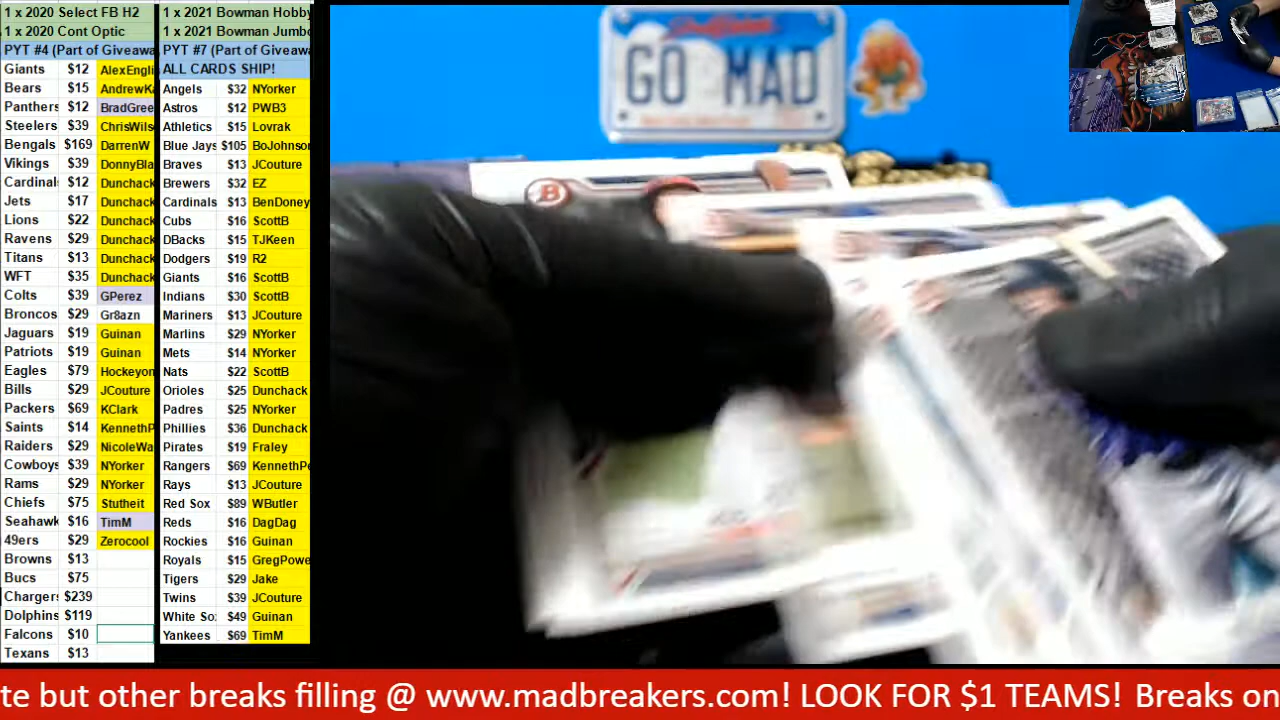 1 x 2020 Select FB H2
1 x 2020 Cont Optic
PYT #4 (Part of Giveawa
Giants $12 AlexEngli
Bears $15 AndrewKa
Panthers $12 BradGree
Steelers $39 ChrisWils
Bengals $169 DarrenW
Vikings $39 DonnyBla
Cardinal $12 Dunchack
Jets $17 Dunchack
Lions $22 Dunchack
Ravens $29 Dunchack
Titans $13 Dunchack
WFT $35 Dunchack
Colts $39 GPerez
Broncos $29 Gr8azn
Jaguars $19 Guinan
Patriots $19 Guinan
Eagles $79 Hockeyon
Bills $29 JCouture
Packers $69 KClark
Saints $14 KennethP
Raiders $29 NicoleWa
Cowboys $39 NYorker
Rams $29 NYorker
Chiefs $75 Stutheit
Seahawk $16 TimM
49ers $29 Zerocool
Browns $13
Bucs $75
Chargers $239
Dolphins $119
Falcons $10
Texans $13
1 x 2021 Bowman Hobby
1 x 2021 Bowman Jumbo
PYT #7 (Part of Giveawa
ALL CARDS SHIP!
Angels $32 NYorker
Astros $12 PWB3
Athletics $15 Lovrak
Blue Jays $105 BoJohnson
Braves $13 JCouture
Brewers $32 EZ
Cardinals $13 BenDoney
Cubs $16 ScottB
DBacks $15 TJKeen
Dodgers $19 R2
Giants $16 ScottB
Indians $30 ScottB
Mariners $13 JCouture
Marlins $29 NYorker
Mets $14 NYorker
Nats $22 ScottB
Orioles $25 Dunchack
Padres $25 NYorker
Phillies $36 Dunchack
Pirates $19 Fraley
Rangers $69 KennethPe
Rays $13 JCouture
Red Sox $89 WButler
Reds $16 DagDag
Rockies $16 Guinan
Royals $15 GregPowe
Tigers $29 Jake
Twins $39 JCouture
White So $49 Guinan
Yankees $69 TimM
GO MAD
B
te but other breaks filling @ www.madbreakers.com! LOOK FOR $1 TEAMS! Breaks on